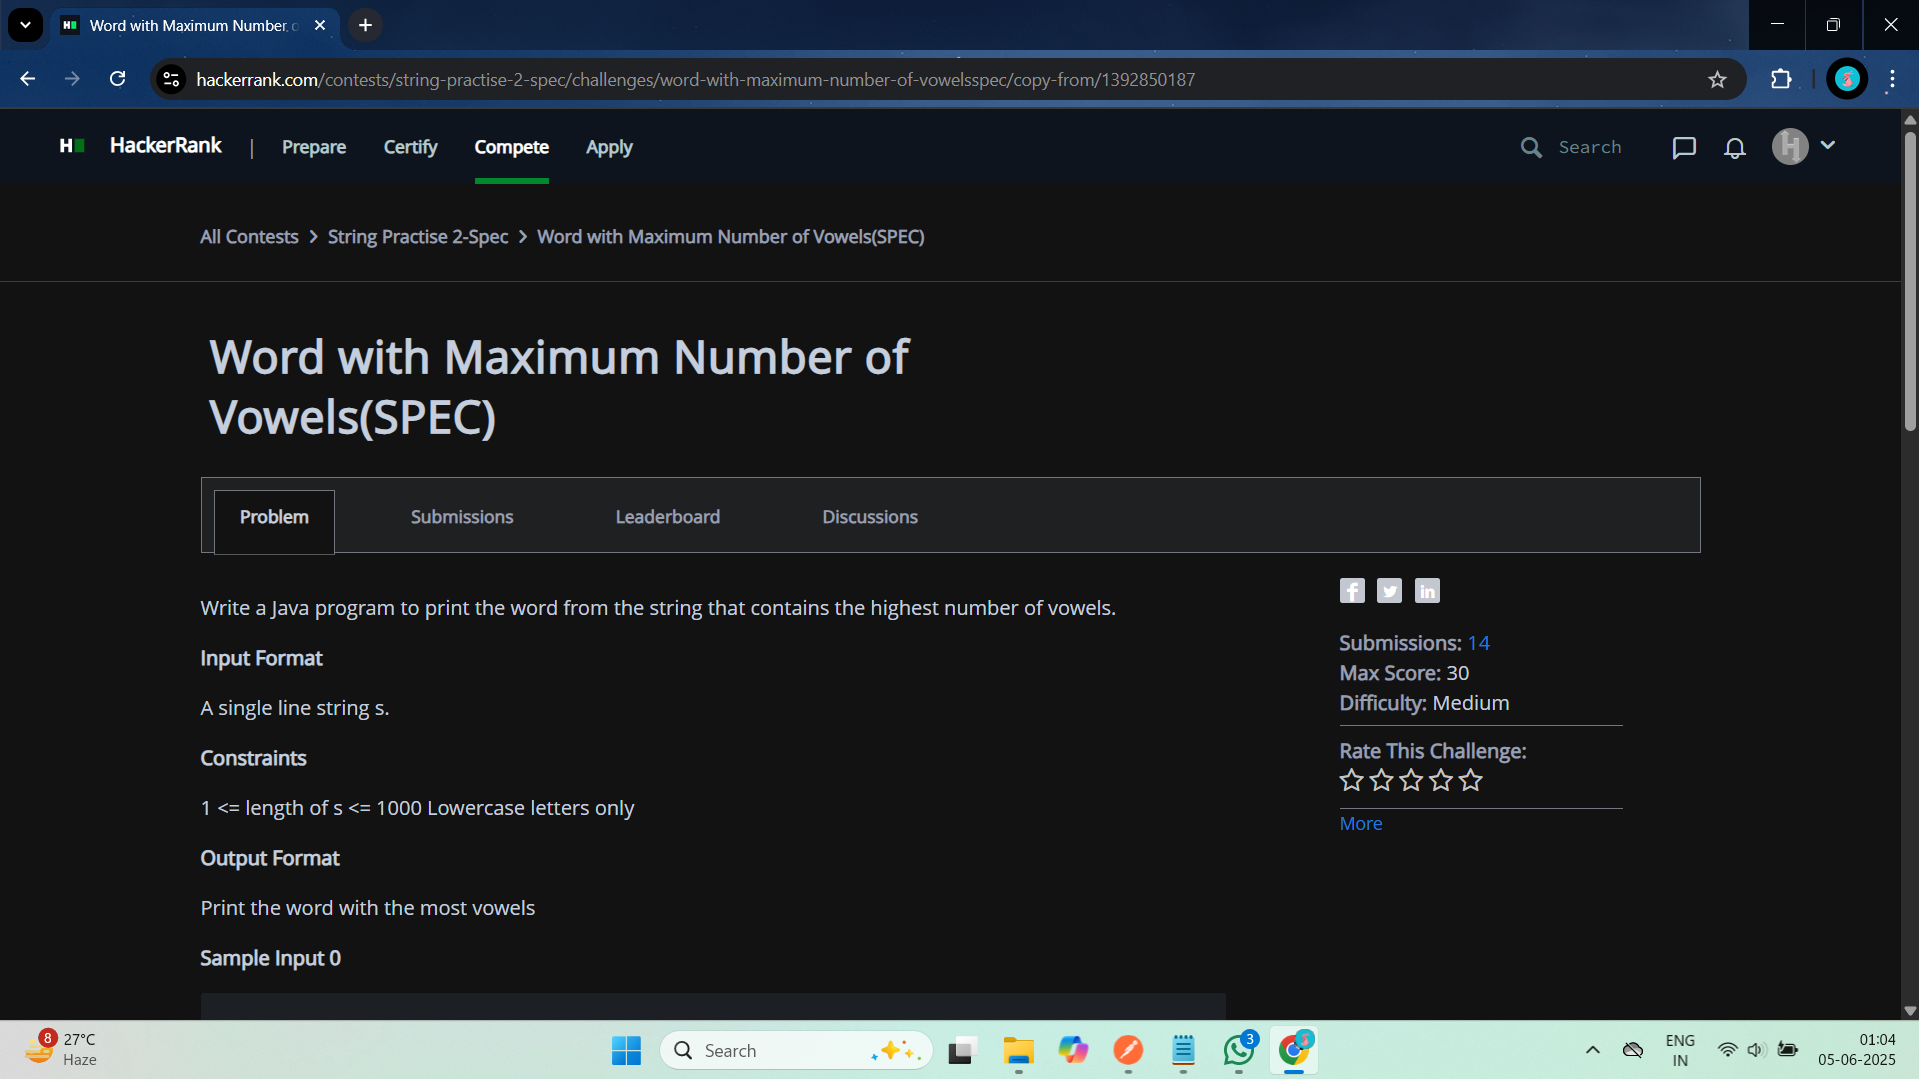 Word with Maximum Number o
hackerrank.com/contests/string-practise-2-spec/challenges/word-with-maximum-number-of-vowelsspec/copy-from/1392850187
H
HackerRank | Prepare Certify Compete Apply Search
H
All Contests > String Practise 2-Spec > Word with Maximum Number of Vowels(SPEC)
Word with Maximum Number of
Vowels(SPEC)
Problem Submissions Leaderboard Discussions
Write a Java program to print the word from the string that contains the highest number of vowels.
Input Format
A single line string s.
Constraints
1 <= length of s <= 1000 Lowercase letters only
Output Format
Print the word with the most vowels
Sample Input 0
f in
Submissions: 14
Max Score: 30
Difficulty: Medium
Rate This Challenge:
More
8
27°C
Haze
Search
3
ENG
IN
01:04
05-06-2025